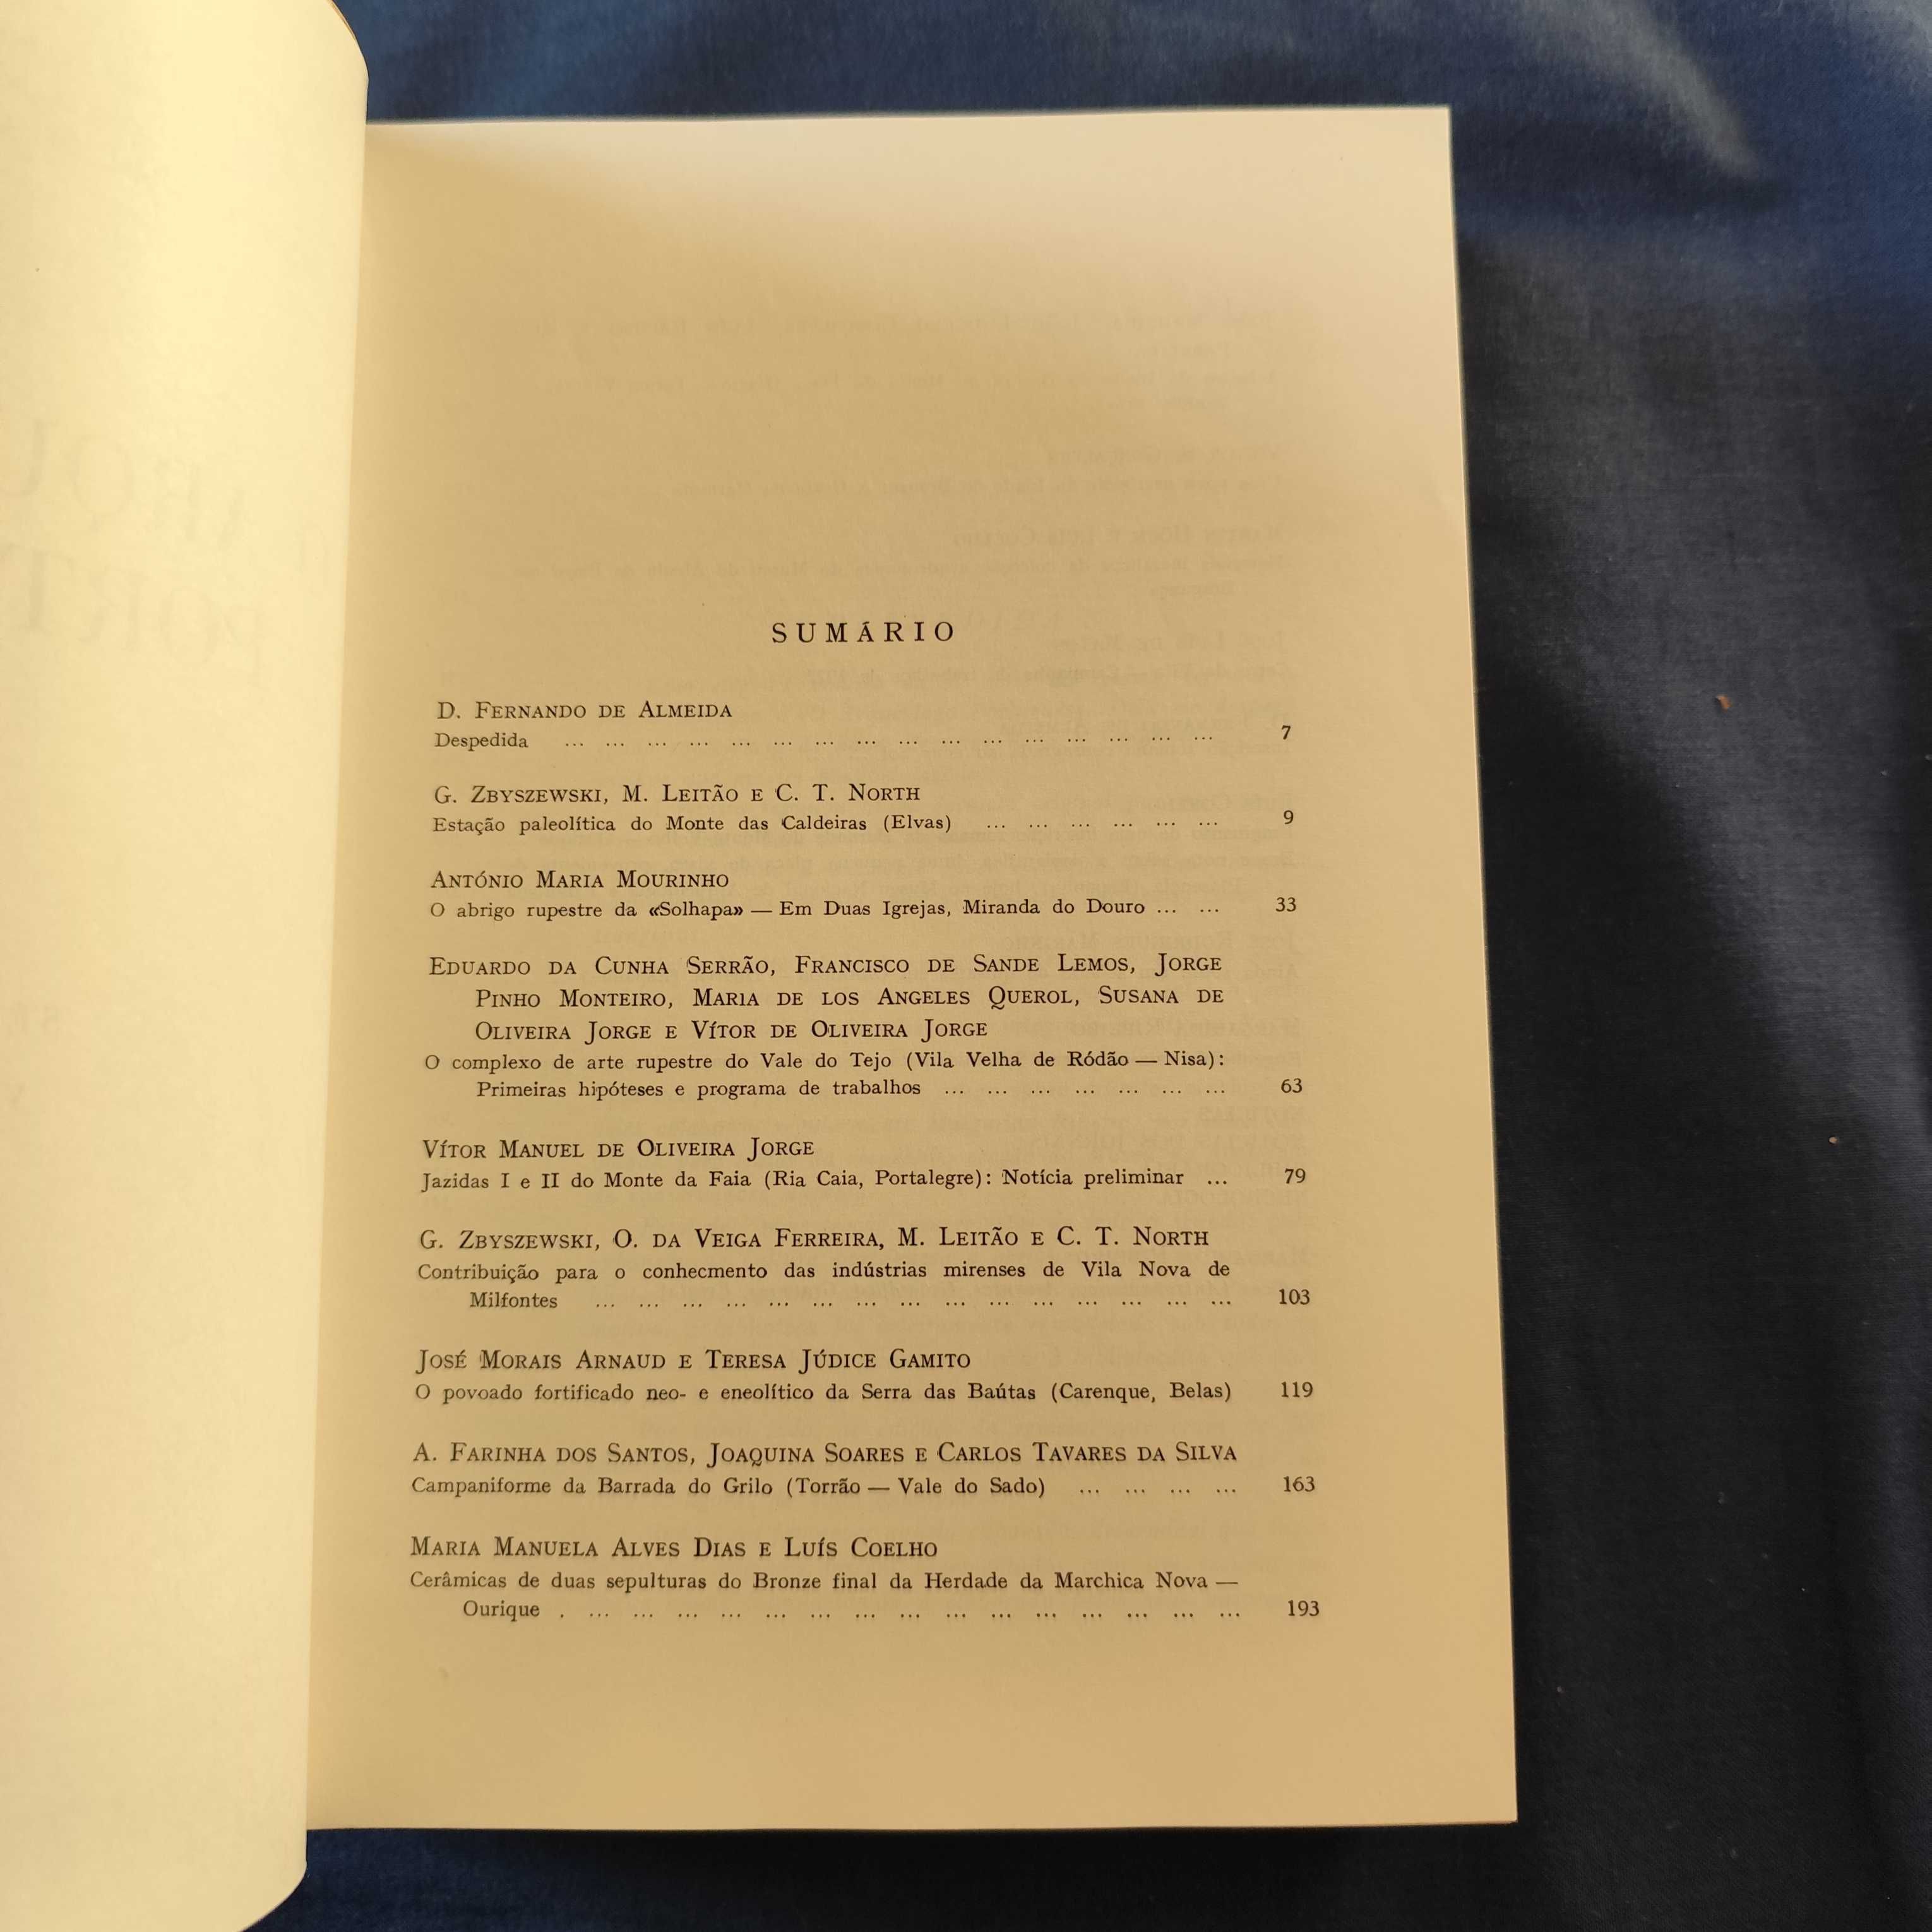 SUMÁRIO
D. FERNANDO DE ALMEIDA
Despedida ... ... ... ... ... ... ... ... ... ... ... ... ... ... ... ... 7
G. ZBYSZEWSKI, M. LEITÃO E C. T. NORTH
Estação paleolítica do Monte das Caldeiras (Elvas) ... ... ... ... ... ... 9
ANTÓNIO MARIA MOURINHO
O abrigo rupestre da «Solhapa» — Em Duas Igrejas, Miranda do Douro ... ... 33
EDUARDO DA CUNHA SERRÃO, FRANCISCO DE SANDE LEMOS, JORGE
PINHO MONTEIRO, MARIA DE LOS ANGELES QUEROL, SUSANA DE
OLIVEIRA JORGE E VÍTOR DE OLIVEIRA JORGE
O complexo de arte rupestre do Vale do Tejo (Vila Velha de Ródão — Nisa):
Primeiras hipóteses e programa de trabalhos ... ... ... ... ... ... ... 63
VÍTOR MANUEL DE OLIVEIRA JORGE
Jazidas I e II do Monte da Faia (Ria Caia, Portalegre): Notícia preliminar ... 79
G. ZBYSZEWSKI, O. DA VEIGA FERREIRA, M. LEITÃO E C. T. NORTH
Contribuição para o conhecmento das indústrias mirenses de Vila Nova de
Milfontes ... ... ... ... ... ... ... ... ... ... ... ... ... ... ... 103
JOSÉ MORAIS ARNAUD E TERESA JÚDICE GAMITO
O povoado fortificado neo- e eneolítico da Serra das Baútas (Carenque, Belas) 119
A. FARINHA DOS SANTOS, JOAQUINA SOARES E CARLOS TAVARES DA SILVA
Campaniforme da Barrada do Grilo (Torrão — Vale do Sado) ... ... ... ... 163
MARIA MANUELA ALVES DIAS E LUÍS COELHO
Cerâmicas de duas sepulturas do Bronze final da Herdade da Marchica Nova —
Ourique . ... ... ... ... ... ... ... ... ... ... ... ... ... ... ... 193